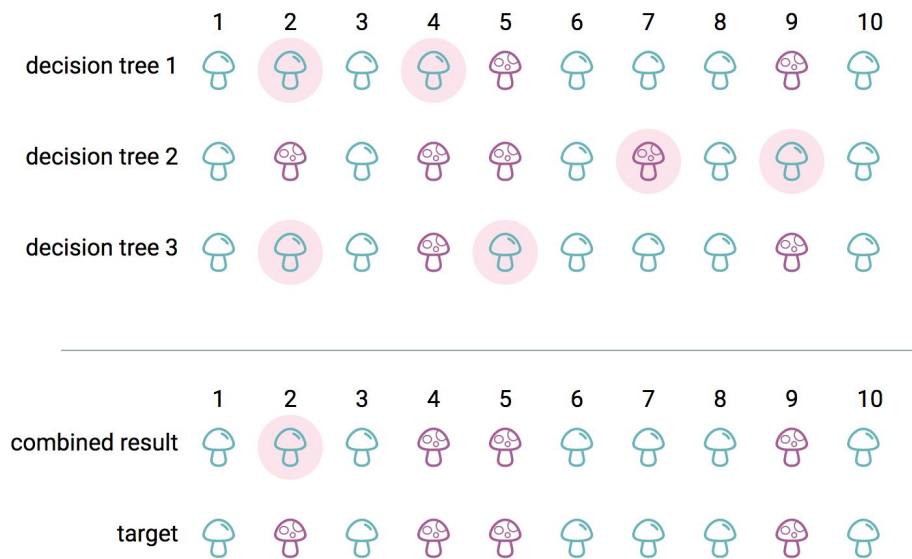 1 2 3 4 5 6 7 8 9 10
decision tree 1
decision tree 2
decision tree 3
1 2 3 4 5 6 7 8 9 10
combined result
target